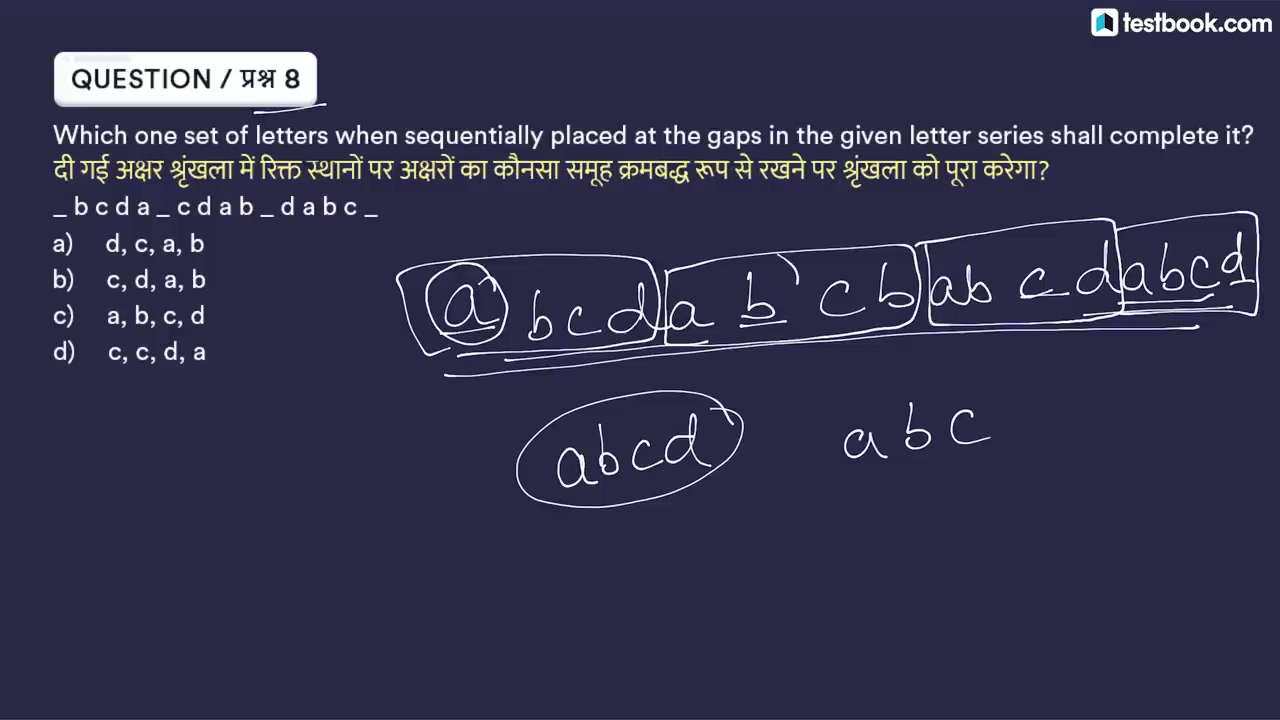 testbook.com
QUESTION / प्रश्न 8
Which one set of letters when sequentially placed at the gaps in the given letter series shall complete it?
दी गई अक्षर श्रृंखला में रिक्त स्थानों पर अक्षरों का कौनसा समूह क्रमबद्ध रूप से रखने पर श्रृंखला को पूरा करेगा?
_ b c d a _ c d a b _ d a b c _
a) d, c, a, b
b) c, d, a, b
c) a, b, c, d
d) c, c, d, a
a b c d a b c b a b c d a b c d
a b c d a b c